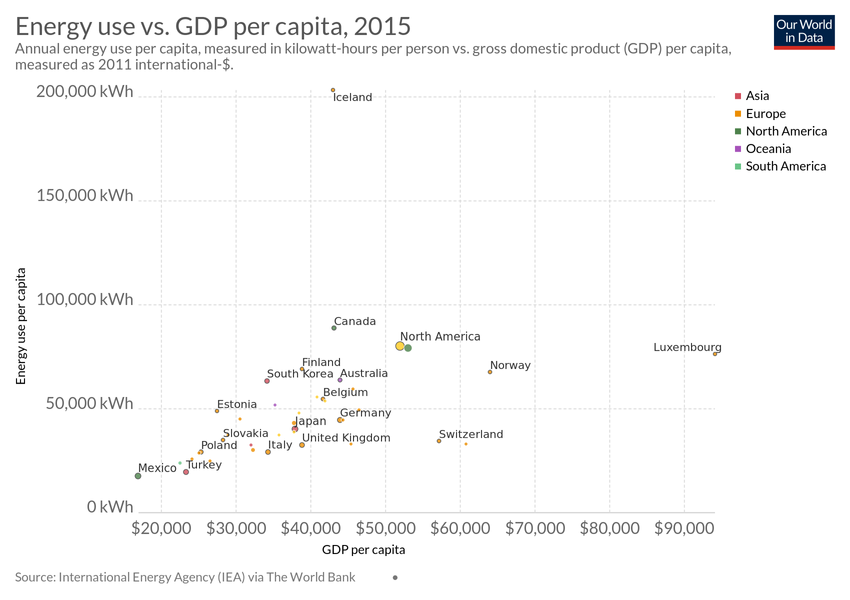 Energy use vs. GDP per capita, 2015
Annual energy use per capita, measured in kilowatt-hours per person vs. gross domestic product (GDP) per capita,
measured as 2011 international-$.
Our World
in Data
200,000 kWh
150,000 kWh
100,000 kWh
50,000 kWh
0 kWh
Energy use per capita
Iceland
Canada
North America
Luxembourg
Finland
Norway
South Korea
Australia
Belgium
Estonia
Germany
Japan
Slovakia
United Kingdom
Switzerland
Poland
Italy
Mexico
Turkey
$20,000
$30,000
$40,000
$50,000
$60,000
$70,000
$80,000
$90,000
GDP per capita
Asia
Europe
North America
Oceania
South America
Source: International Energy Agency (IEA) via The World Bank